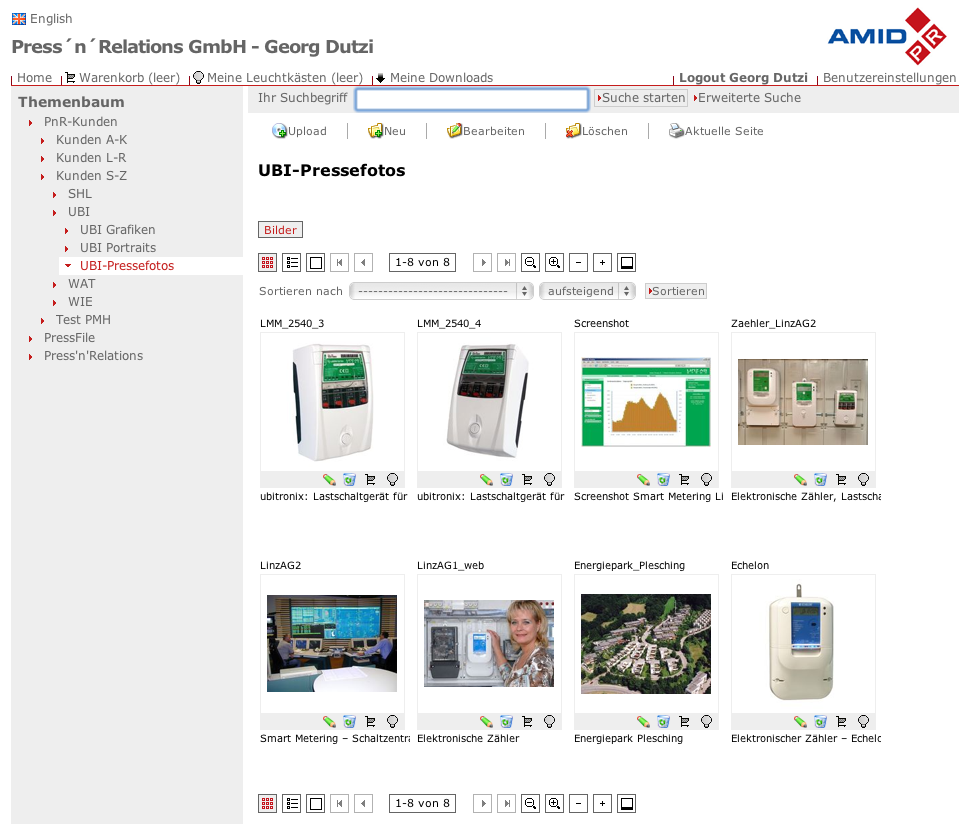 English
AMID PR
Press´n´Relations GmbH - Georg Dutzi
Home Warenkorb (leer) Meine Leuchtkästen (leer) Meine Downloads Logout Georg Dutzi Benutzereinstellungen
Themenbaum
PnR-Kunden
Kunden A-K
Kunden L-R
Kunden S-Z
SHL
UBI
UBI Grafiken
UBI Portraits
UBI-Pressefotos
WAT
WIE
Test PMH
PressFile
Press'n'Relations
Ihr Suchbegriff Suche starten Erweiterte Suche
Upload Neu Bearbeiten Löschen Aktuelle Seite
UBI-Pressefotos
Bilder
1-8 von 8
Sortieren nach ------------------------------ aufsteigend Sortieren
LMM_2540_3 LMM_2540_4 Screenshot Zaehler_LinzAG2
ubitronix: Lastschaltgerät für ubitronix: Lastschaltgerät für Screenshot Smart Metering Li Elektronische Zähler, Lastscha
LinzAG2 LinzAG1_web Energiepark_Plesching Echelon
Smart Metering – Schaltzentra Elektronische Zähler Energiepark Plesching Elektronischer Zähler – Echelo
1-8 von 8